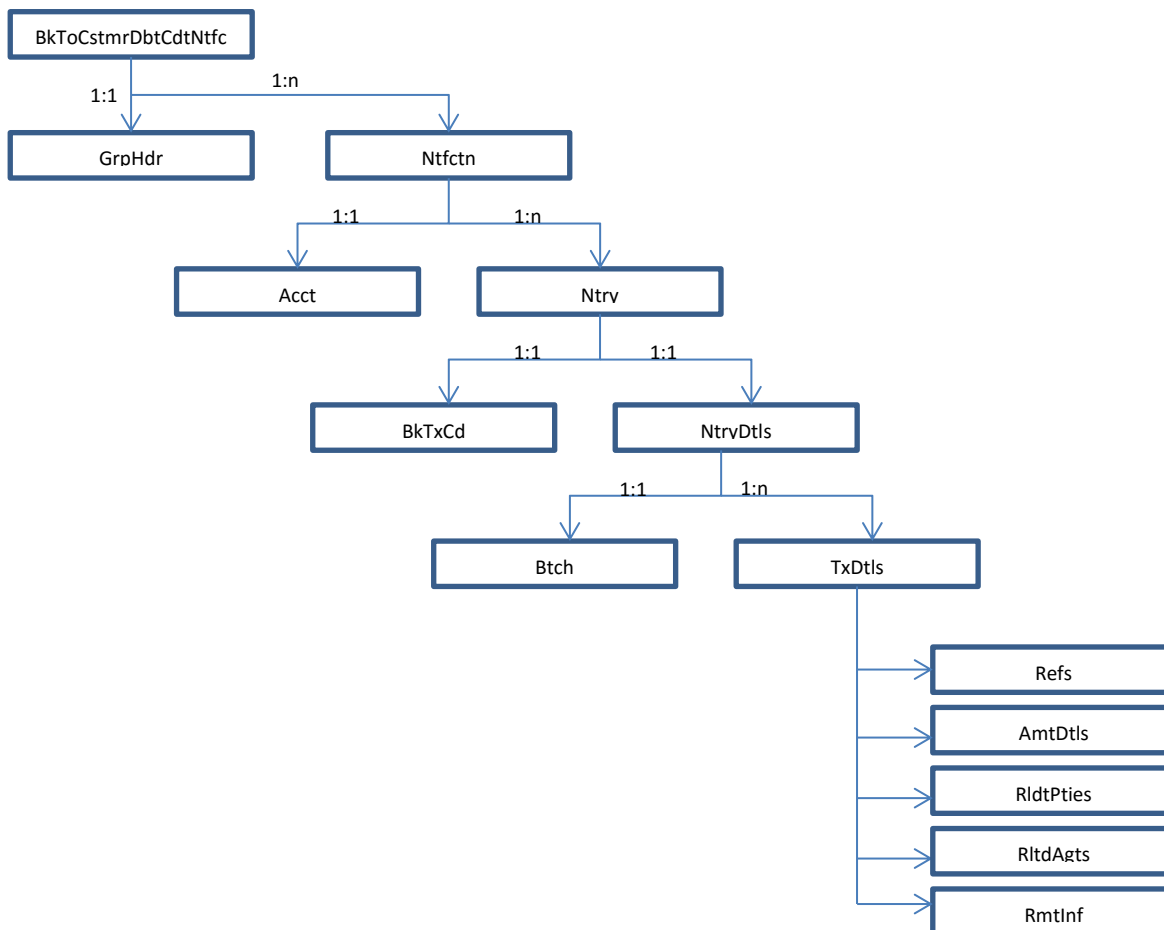 BkToCstmrDbtCdtNtfc
1:1
1:n
GrpHdr
Ntfctn
1:1
1:n
Acct
Ntry
1:1
1:1
BkTxCd
NtryDtls
1:1
1:n
Btch
TxDtls
Refs
AmtDtls
RldtPties
RltdAgts
RmtInf